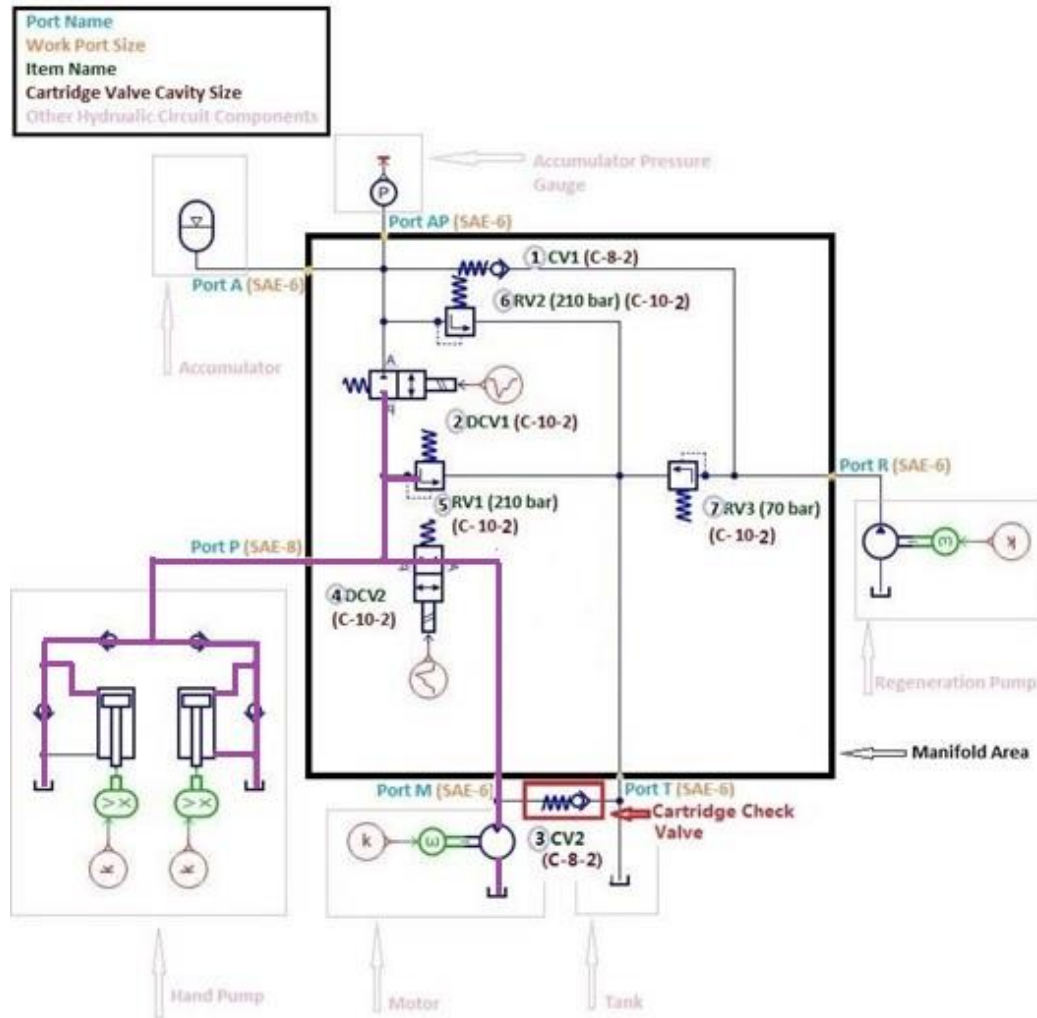 Port Name
Work Port Size
Item Name
Cartridge Valve Cavity Size
Other Hydrualic Circuit Components
Accumulator Pressure
Gauge
P
Port AP (SAE-6)
1 CV1 (C-8-2)
Port A (SAE-6)
6 RV2 (210 bar) (C-10-2)
Accumulator
A
2 DCV1 (C-10-2)
Port R (SAE-6)
5 RV1 (210 bar)
(C-10-2)
7 RV3 (70 bar)
(C-10-2)
Port P (SAE-8)
ω
k
4 DCV2
(C-10-2)
Regeneration Pump
Manifold Area
Port M (SAE-6)
Port T (SAE-6)
Cartridge Check
Valve
k
ω
3 CV2
(C-8-2)
V X
V X
k
k
Hand Pump
Motor
Tank